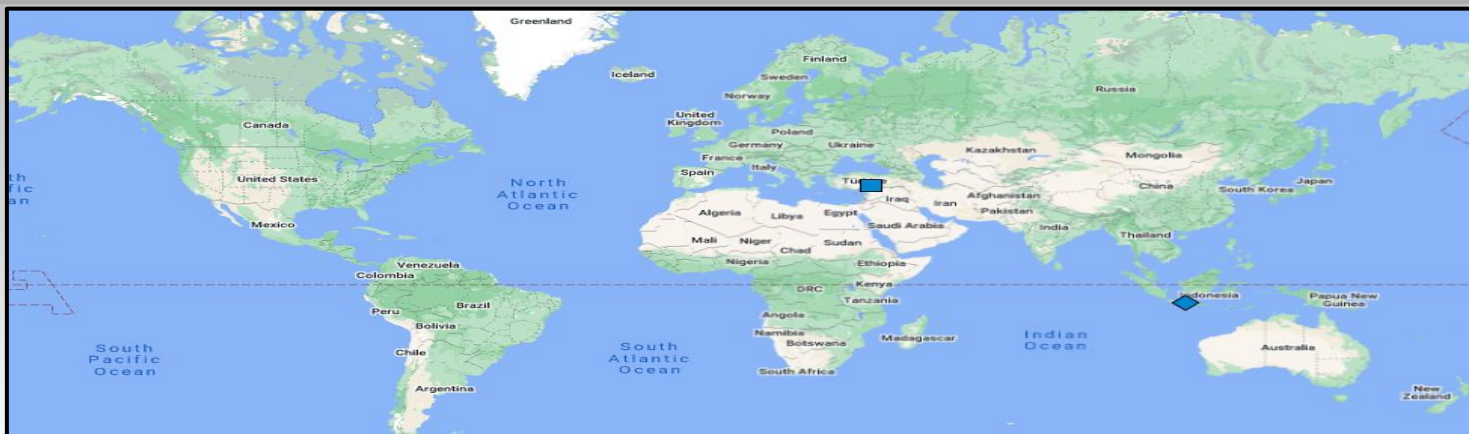 Greenland
Iceland
Finland
Sweden
Norway
Russia
United
Kingdom
Canada
Poland
Germany
Ukraine
France
Kazakhstan
Mongolia
Italy
Spain
United States
North
Atlantic
Ocean
China
South Korea
Japan
Afghanistan
Iraq
Iran
Pakistan
Algeria
Libya
Egypt
Saudi Arabia
Mexico
India
Thailand
Mali
Niger
Chad
Sudan
Venezuela
Nigeria
Ethiopia
Colombia
DRC
Kenya
Tanzania
Indonesia
Papua New
Guinea
Brazil
Peru
Angola
Bolivia
Namibia
Botswana
Madagascar
Indian
Ocean
South
Pacific
Ocean
Chile
South
Atlantic
Ocean
Australia
South Africa
Argentina
New
Zealand